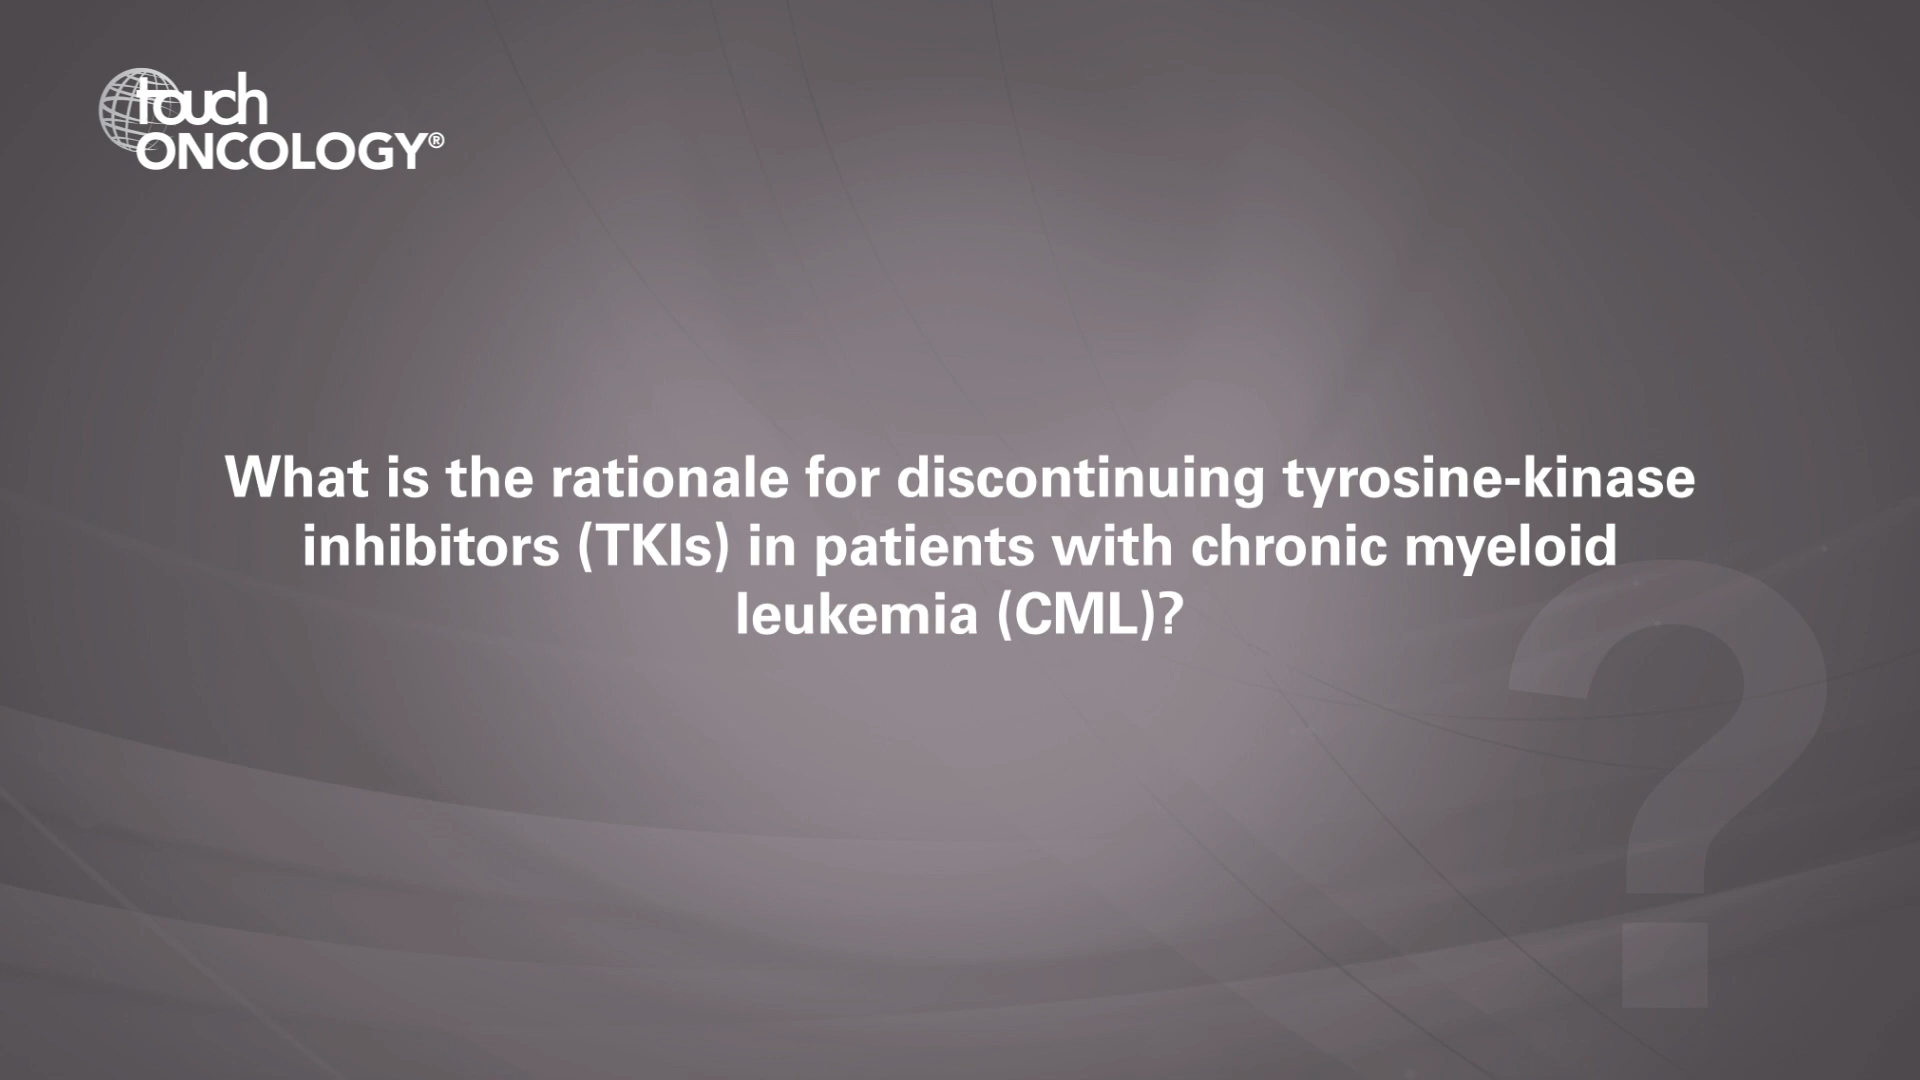 touch
ONCOLOGY®
What is the rationale for discontinuing tyrosine-kinase
inhibitors (TKIs) in patients with chronic myeloid
leukemia (CML)?
?